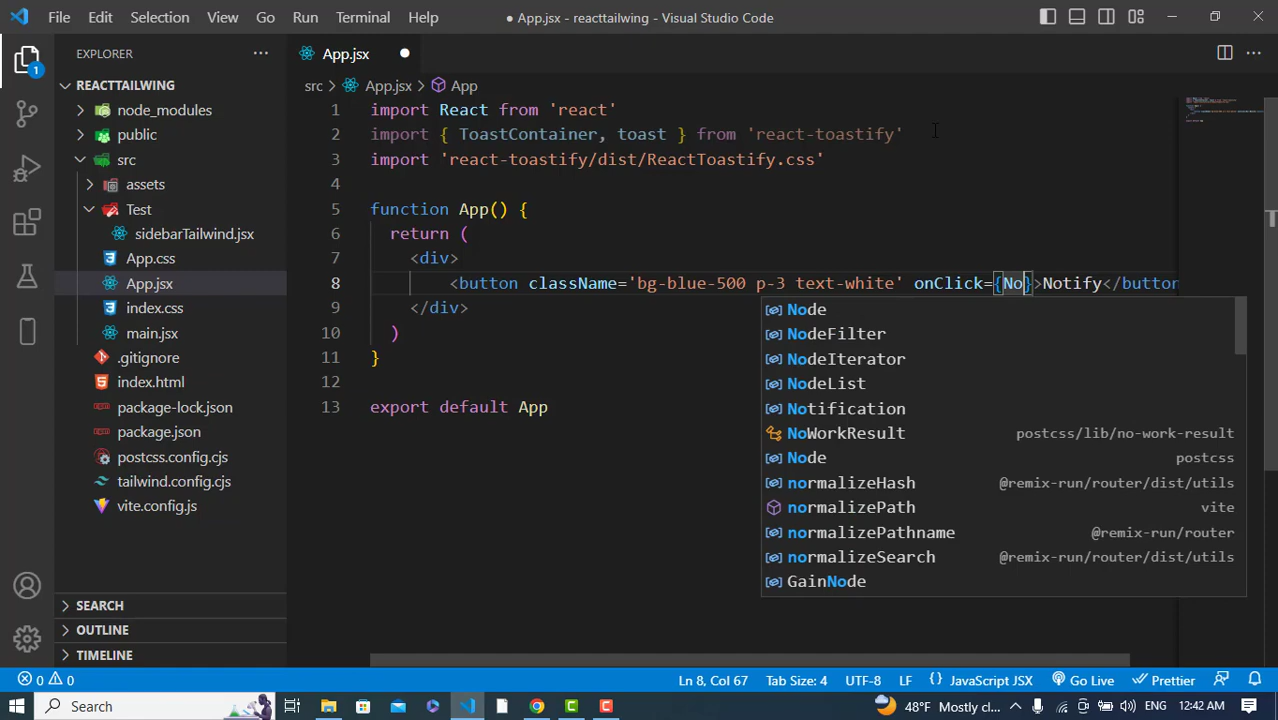 File Edit Selection View Go Run Terminal Help ● App.jsx - reacttailwing - Visual Studio Code
EXPLORER ···
App.jsx ●
1
REACTTAILWING
src > App.jsx > App
node_modules
public
src
assets
Test
sidebarTailwind.jsx
App.css
App.jsx
index.css
main.jsx
.gitignore
index.html
package-lock.json
package.json
postcss.config.cjs
tailwind.config.cjs
vite.config.js
SEARCH
OUTLINE
TIMELINE
1 import React from 'react'
2 import { ToastContainer, toast } from 'react-toastify'
3 import 'react-toastify/dist/ReactToastify.css'
4
5 function App() {
6 return (
7 <div>
8 <button className='bg-blue-500 p-3 text-white' onClick={No}>Notify</button
9 </div>
10 )
11 }
12
13 export default App
Node
NodeFilter
NodeIterator
NodeList
Notification
NoWorkResult postcss/lib/no-work-result
Node postcss
normalizeHash @remix-run/router/dist/utils
normalizePath vite
normalizePathname @remix-run/router
normalizeSearch @remix-run/router/dist/utils
GainNode
0 0 Ln 8, Col 67 Tab Size: 4 UTF-8 LF {} JavaScript JSX Go Live Prettier
Search 48°F Mostly cl... ENG 12:42 AM